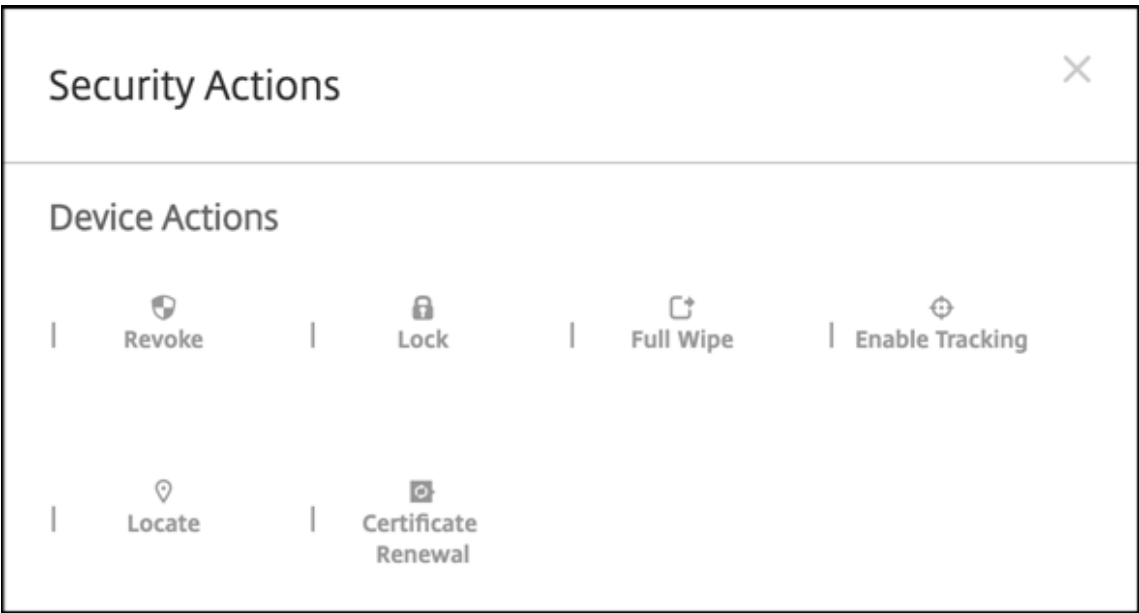 Security Actions
Device Actions
Revoke
Lock
Full Wipe
Enable Tracking
Locate
Certificate
Renewal